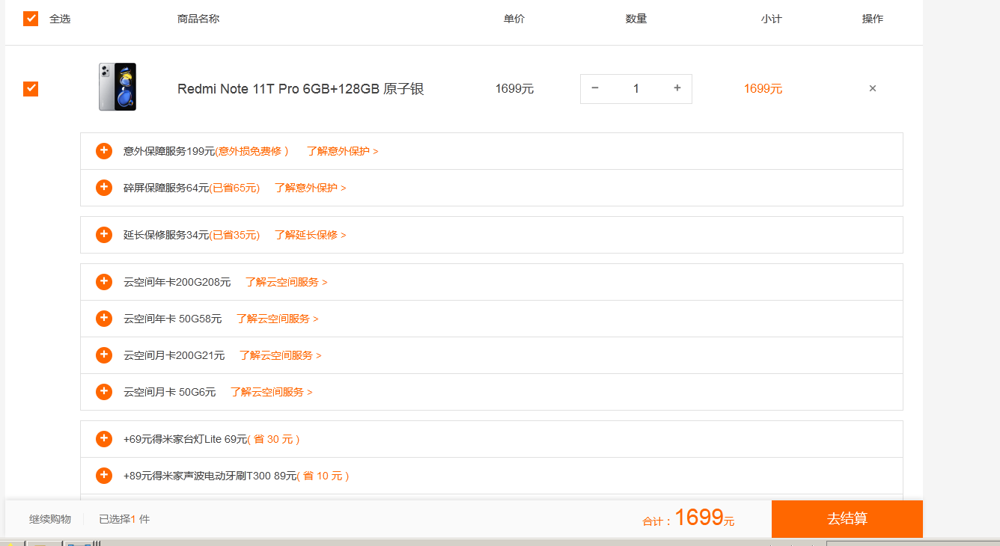 全选 商品名称 单价 数量 小计 操作
Redmi Note 11T Pro 6GB+128GB 原子银 1699元 − 1 + 1699元 ×
意外保障服务199元(意外损免费修 ) 了解意外保护 >
碎屏保障服务64元(已省65元) 了解意外保护 >
延长保修服务34元(已省35元) 了解延长保修 >
云空间年卡200G208元 了解云空间服务 >
云空间年卡 50G58元 了解云空间服务 >
云空间月卡200G21元 了解云空间服务 >
云空间月卡 50G6元 了解云空间服务 >
+69元得米家台灯Lite 69元( 省 30 元 )
+89元得米家声波电动牙刷T300 89元( 省 10 元 )
继续购物 已选择1 件 合计：1699元 去结算